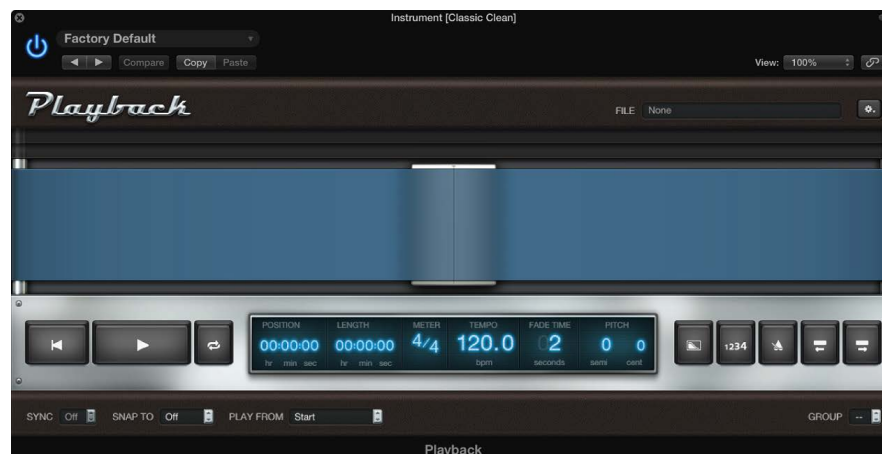 Instrument [Classic Clean]
Factory Default
Compare Copy Paste
View: 100%
Playback
FILE None
POSITION LENGTH METER TEMPO FADE TIME PITCH
00:00:00 00:00:00 4/4 120.0 2 0 0
hr min sec hr min sec bpm seconds semi cent
1234
SYNC Off SNAP TO Off PLAY FROM Start GROUP --
Playback